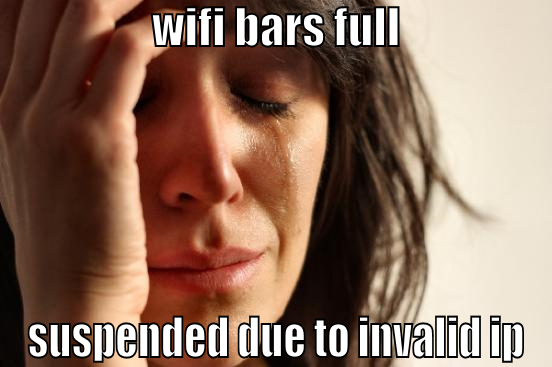 wifi bars full
suspended due to invalid ip